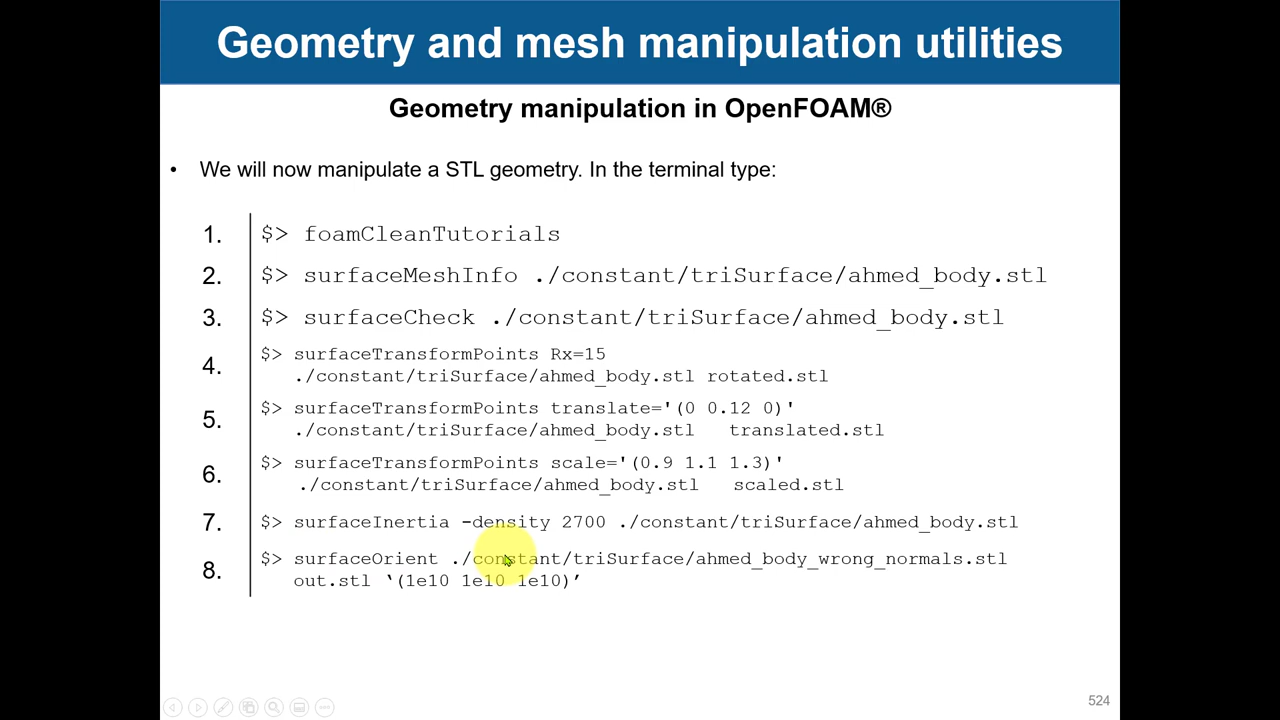 Geometry and mesh manipulation utilities
Geometry manipulation in OpenFOAM®
• We will now manipulate a STL geometry. In the terminal type:
1. $> foamCleanTutorials
2. $> surfaceMeshInfo ./constant/triSurface/ahmed_body.stl
3. $> surfaceCheck ./constant/triSurface/ahmed_body.stl
4. $> surfaceTransformPoints Rx=15
./constant/triSurface/ahmed_body.stl rotated.stl
5. $> surfaceTransformPoints translate='(0 0.12 0)'
./constant/triSurface/ahmed_body.stl translated.stl
6. $> surfaceTransformPoints scale='(0.9 1.1 1.3)'
./constant/triSurface/ahmed_body.stl scaled.stl
7. $> surfaceInertia -density 2700 ./constant/triSurface/ahmed_body.stl
8. $> surfaceOrient ./constant/triSurface/ahmed_body_wrong_normals.stl
out.stl ‘(1e10 1e10 1e10)’
524